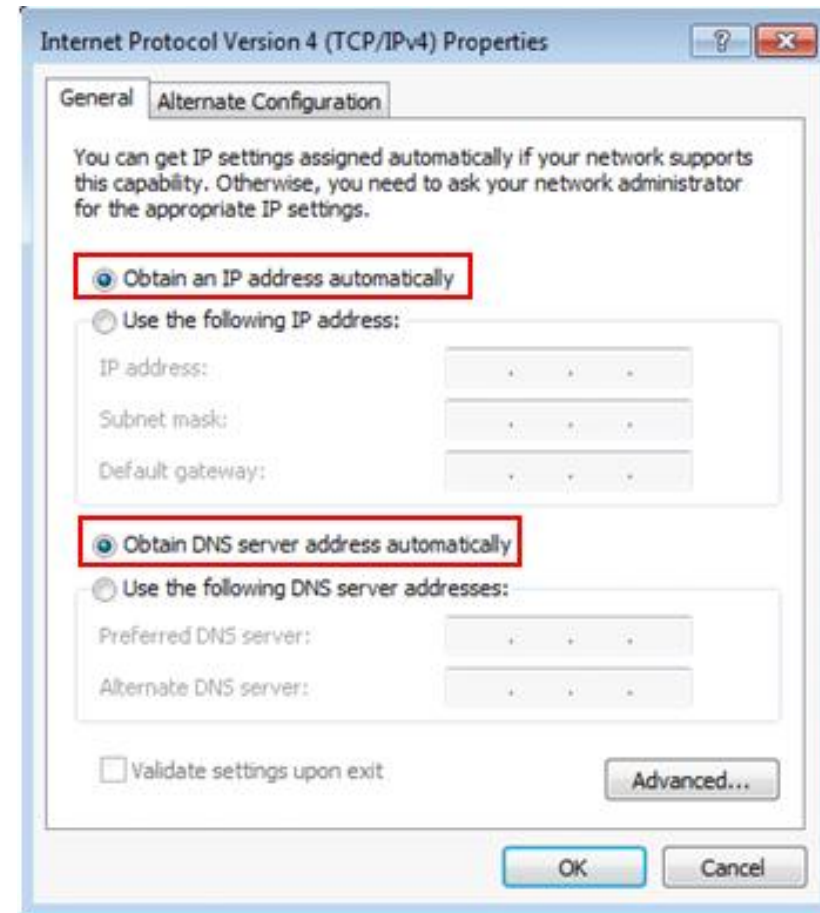 Internet Protocol Version 4 (TCP/IPv4) Properties
General
Alternate Configuration
You can get IP settings assigned automatically if your network supports
this capability. Otherwise, you need to ask your network administrator
for the appropriate IP settings.
Obtain an IP address automatically
Use the following IP address:
IP address:
Subnet mask:
Default gateway:
Obtain DNS server address automatically
Use the following DNS server addresses:
Preferred DNS server:
Alternate DNS server:
Validate settings upon exit
Advanced...
OK
Cancel